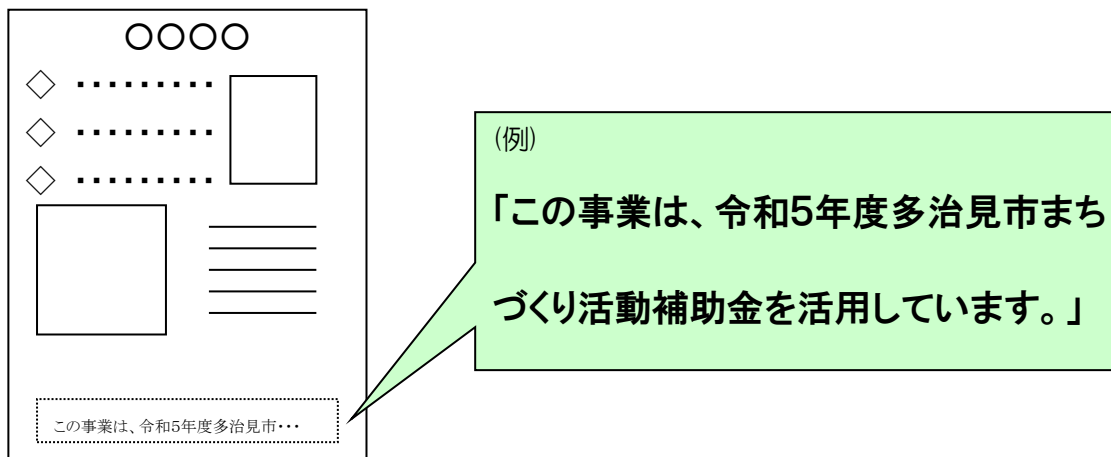 ○○○○
◇ ・・・・・・・・・
◇ ・・・・・・・・・
◇ ・・・・・・・・・
この事業は、令和5年度多治見市・・・
(例)
「この事業は、令和5年度多治見市まち
づくり活動補助金を活用しています。」